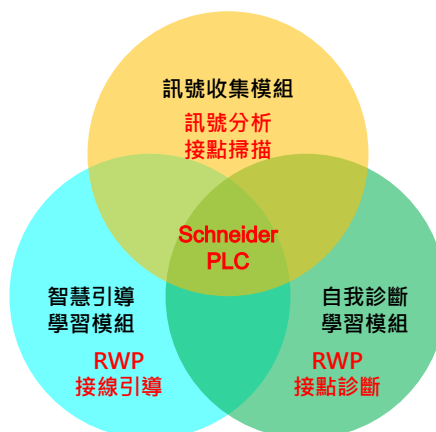 訊號收集模組
訊號分析
接點掃描
Schneider
PLC
智慧引導
學習模組
RWP
接線引導
自我診斷
學習模組
RWP
接點診斷